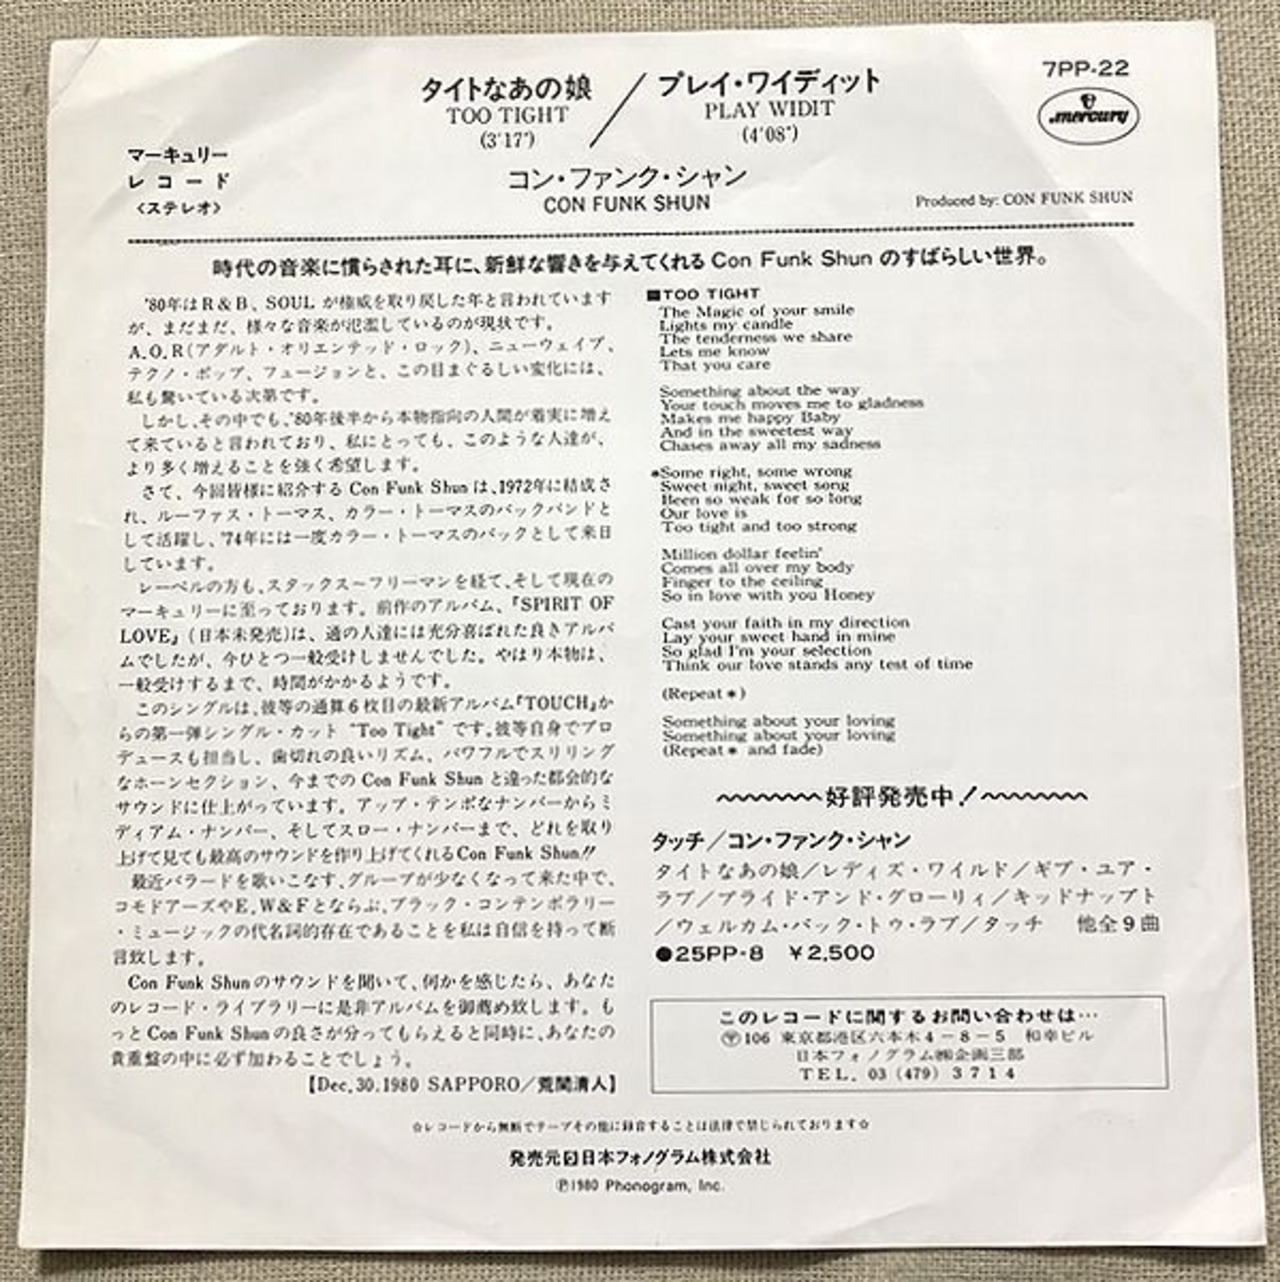 タイトなあの娘
TOO TIGHT
(3'17")
プレイ・ワイディット
PLAY WIDIT
(4'08")
7PP-22
mercury
マーキュリー
レコード
〈ステレオ〉
コン・ファンク・シャン
CON FUNK SHUN
Produced by: CON FUNK SHUN
時代の音楽に慣らされた耳に、新鮮な響きを与えてくれる Con Funk Shun のすばらしい世界。
'80年はR&B、SOUL が権威を取り戻した年と言われています
が、まだまだ、様々な音楽が氾濫しているのが現状です。
A.O.R(アダルト・オリエンテッド・ロック)、ニューウェイブ、
テクノ・ポップ、フュージョンと、この目まぐるしい変化には、
私も驚いている次第です。
しかし、その中でも、'80年後半から本物指向の人間が着実に増え
て来ていると言われており、私にとっても、このような人達が、
より多く増えることを強く希望します。
さて、今回皆様に紹介する Con Funk Shun は、1972年に結成さ
れ、ルーファス・トーマス、カラー・トーマスのバックバンドと
して活躍し、'74年には一度カラー・トーマスのバックとして来日
しています。
レーベルの方も、スタックス〜フリーマンを経て、そして現在の
マーキュリーに至っております。前作のアルバム、『SPIRIT OF
LOVE』(日本未発売)は、通の人達には充分喜ばれた良きアルバ
ムでしたが、今ひとつ一般受けしませんでした。やはり本物は、
一般受けするまで、時間がかかるようです。
このシングルは、彼等の通算6枚目の最新アルバム『TOUCH』か
らの第一弾シングル・カット "Too Tight" です。彼等自身でプロ
デュースも担当し、歯切れの良いリズム、パワフルでスリリング
なホーンセクション、今までの Con Funk Shun と違った都会的な
サウンドに仕上がっています。アップ・テンポなナンバーからミ
ディアム・ナンバー、そしてスロー・ナンバーまで、どれを取り
上げて見ても最高のサウンドを作り上げてくれるCon Funk Shun!!
最近バラードを歌いこなす、グループが少なくなって来た中で、
コモドアーズやE,W&Fとならぶ、ブラック・コンテンポラリー
・ミュージックの代名詞的存在であることを私は自信を持って断
言致します。
Con Funk Shunのサウンドを聞いて、何かを感じたら、あなた
のレコード・ライブラリーに是非アルバムを御薦め致します。も
っとCon Funk Shunの良さが分ってもらえると同時に、あなたの
貴重盤の中に必ず加わることでしょう。
【Dec, 30. 1980 SAPPORO/荒関清人】
■TOO TIGHT
The Magic of your smile
Lights my candle
The tenderness we share
Lets me know
That you care
Something about the way
Your touch moves me to gladness
Makes me happy Baby
And in the sweetest way
Chases away all my sadness
*Some right, some wrong
Sweet night, sweet song
Been so weak for so long
Our love is
Too tight and too strong
Million dollar feelin'
Comes all over my body
Finger to the ceiling
So in love with you Honey
Cast your faith in my direction
Lay your sweet hand in mine
So glad I'm your selection
Think our love stands any test of time
(Repeat *)
Something about your loving
Something about your loving
(Repeat * and fade)
好評発売中!
タッチ/コン・ファンク・シャン
タイトなあの娘/レディズ・ワイルド/ギブ・ユア・
ラブ/プライド・アンド・グローリィ/キッドナップト
/ウェルカム・バック・トゥ・ラブ/タッチ 他全9曲
●25PP-8 ¥2,500
このレコードに関するお問い合わせは…
〒106 東京都港区六本木4-8-5 和幸ビル
日本フォノグラム㈱企画三部
TEL. 03 (479) 3714
☆レコードから無断でテープその他に録音することは法律で禁じられております☆
発売元 日本フォノグラム株式会社
Ⓟ1980 Phonogram, Inc.